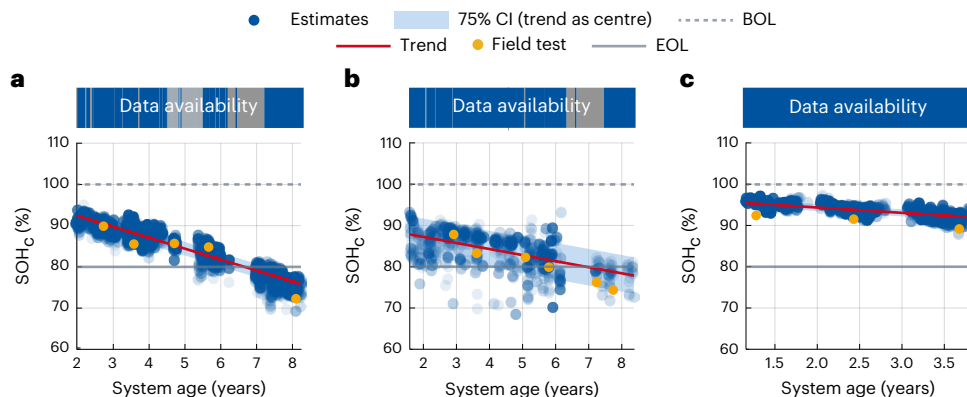 Estimates 75% CI (trend as centre) BOL
Trend Field test EOL
a b c
Data availability Data availability Data availability
110 110 110
100 100 100
90 90 90
80 80 80
70 70 70
60 60 60
SOHC (%) SOHC (%) SOHC (%)
2 3 4 5 6 7 8 2 3 4 5 6 7 8 1.5 2.0 2.5 3.0 3.5
System age (years) System age (years) System age (years)